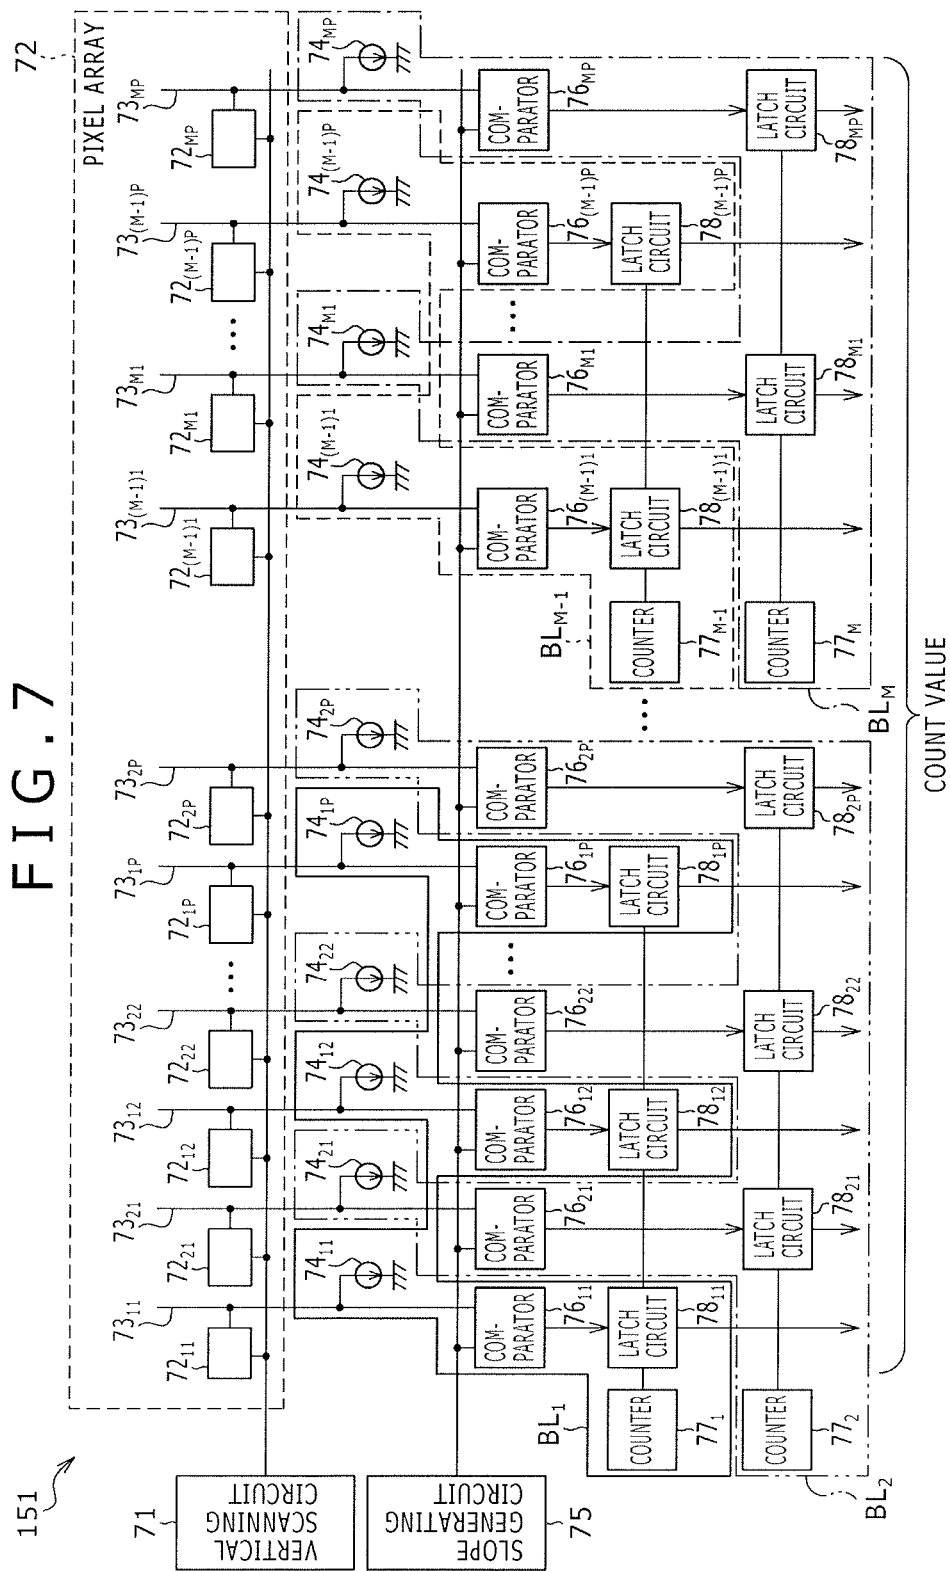 FIG. 7
151
72
PIXEL ARRAY
73₁₁
73₂₁
73₁₂
73₂₂
73₁P
73₂P
73(M-1)1
73M1
73(M-1)P
73MP
72₁₁
72₂₁
72₁₂
72₂₂
72₁P
72₂P
72(M-1)1
72M1
72(M-1)P
72MP
...
...
71
VERTICAL
SCANNING
CIRCUIT
74₁₁
74₂₁
74₁₂
74₂₂
74₁P
74₂P
74(M-1)1
74M1
74(M-1)P
74MP
SLOPE
GENERATING
CIRCUIT
75
COM-
PARATOR
COM-
PARATOR
COM-
PARATOR
COM-
PARATOR
COM-
PARATOR
COM-
PARATOR
COM-
PARATOR
COM-
PARATOR
COM-
PARATOR
COM-
PARATOR
...
...
76₁₁
76₂₁
76₁₂
76₂₂
76₁P
76₂P
76(M-1)1
76M1
76(M-1)P
76MP
BL₁
BLM-1
COUNTER
LATCH
CIRCUIT
LATCH
CIRCUIT
LATCH
CIRCUIT
...
COUNTER
LATCH
CIRCUIT
LATCH
CIRCUIT
77₁
78₁₁
78₁₂
78₁P
77M-1
78(M-1)1
78(M-1)P
COUNTER
LATCH
CIRCUIT
LATCH
CIRCUIT
LATCH
CIRCUIT
COUNTER
LATCH
CIRCUIT
LATCH
CIRCUIT
77₂
78₂₁
78₂₂
78₂P
77M
78M1
78MP
BL₂
BLM
COUNT VALUE